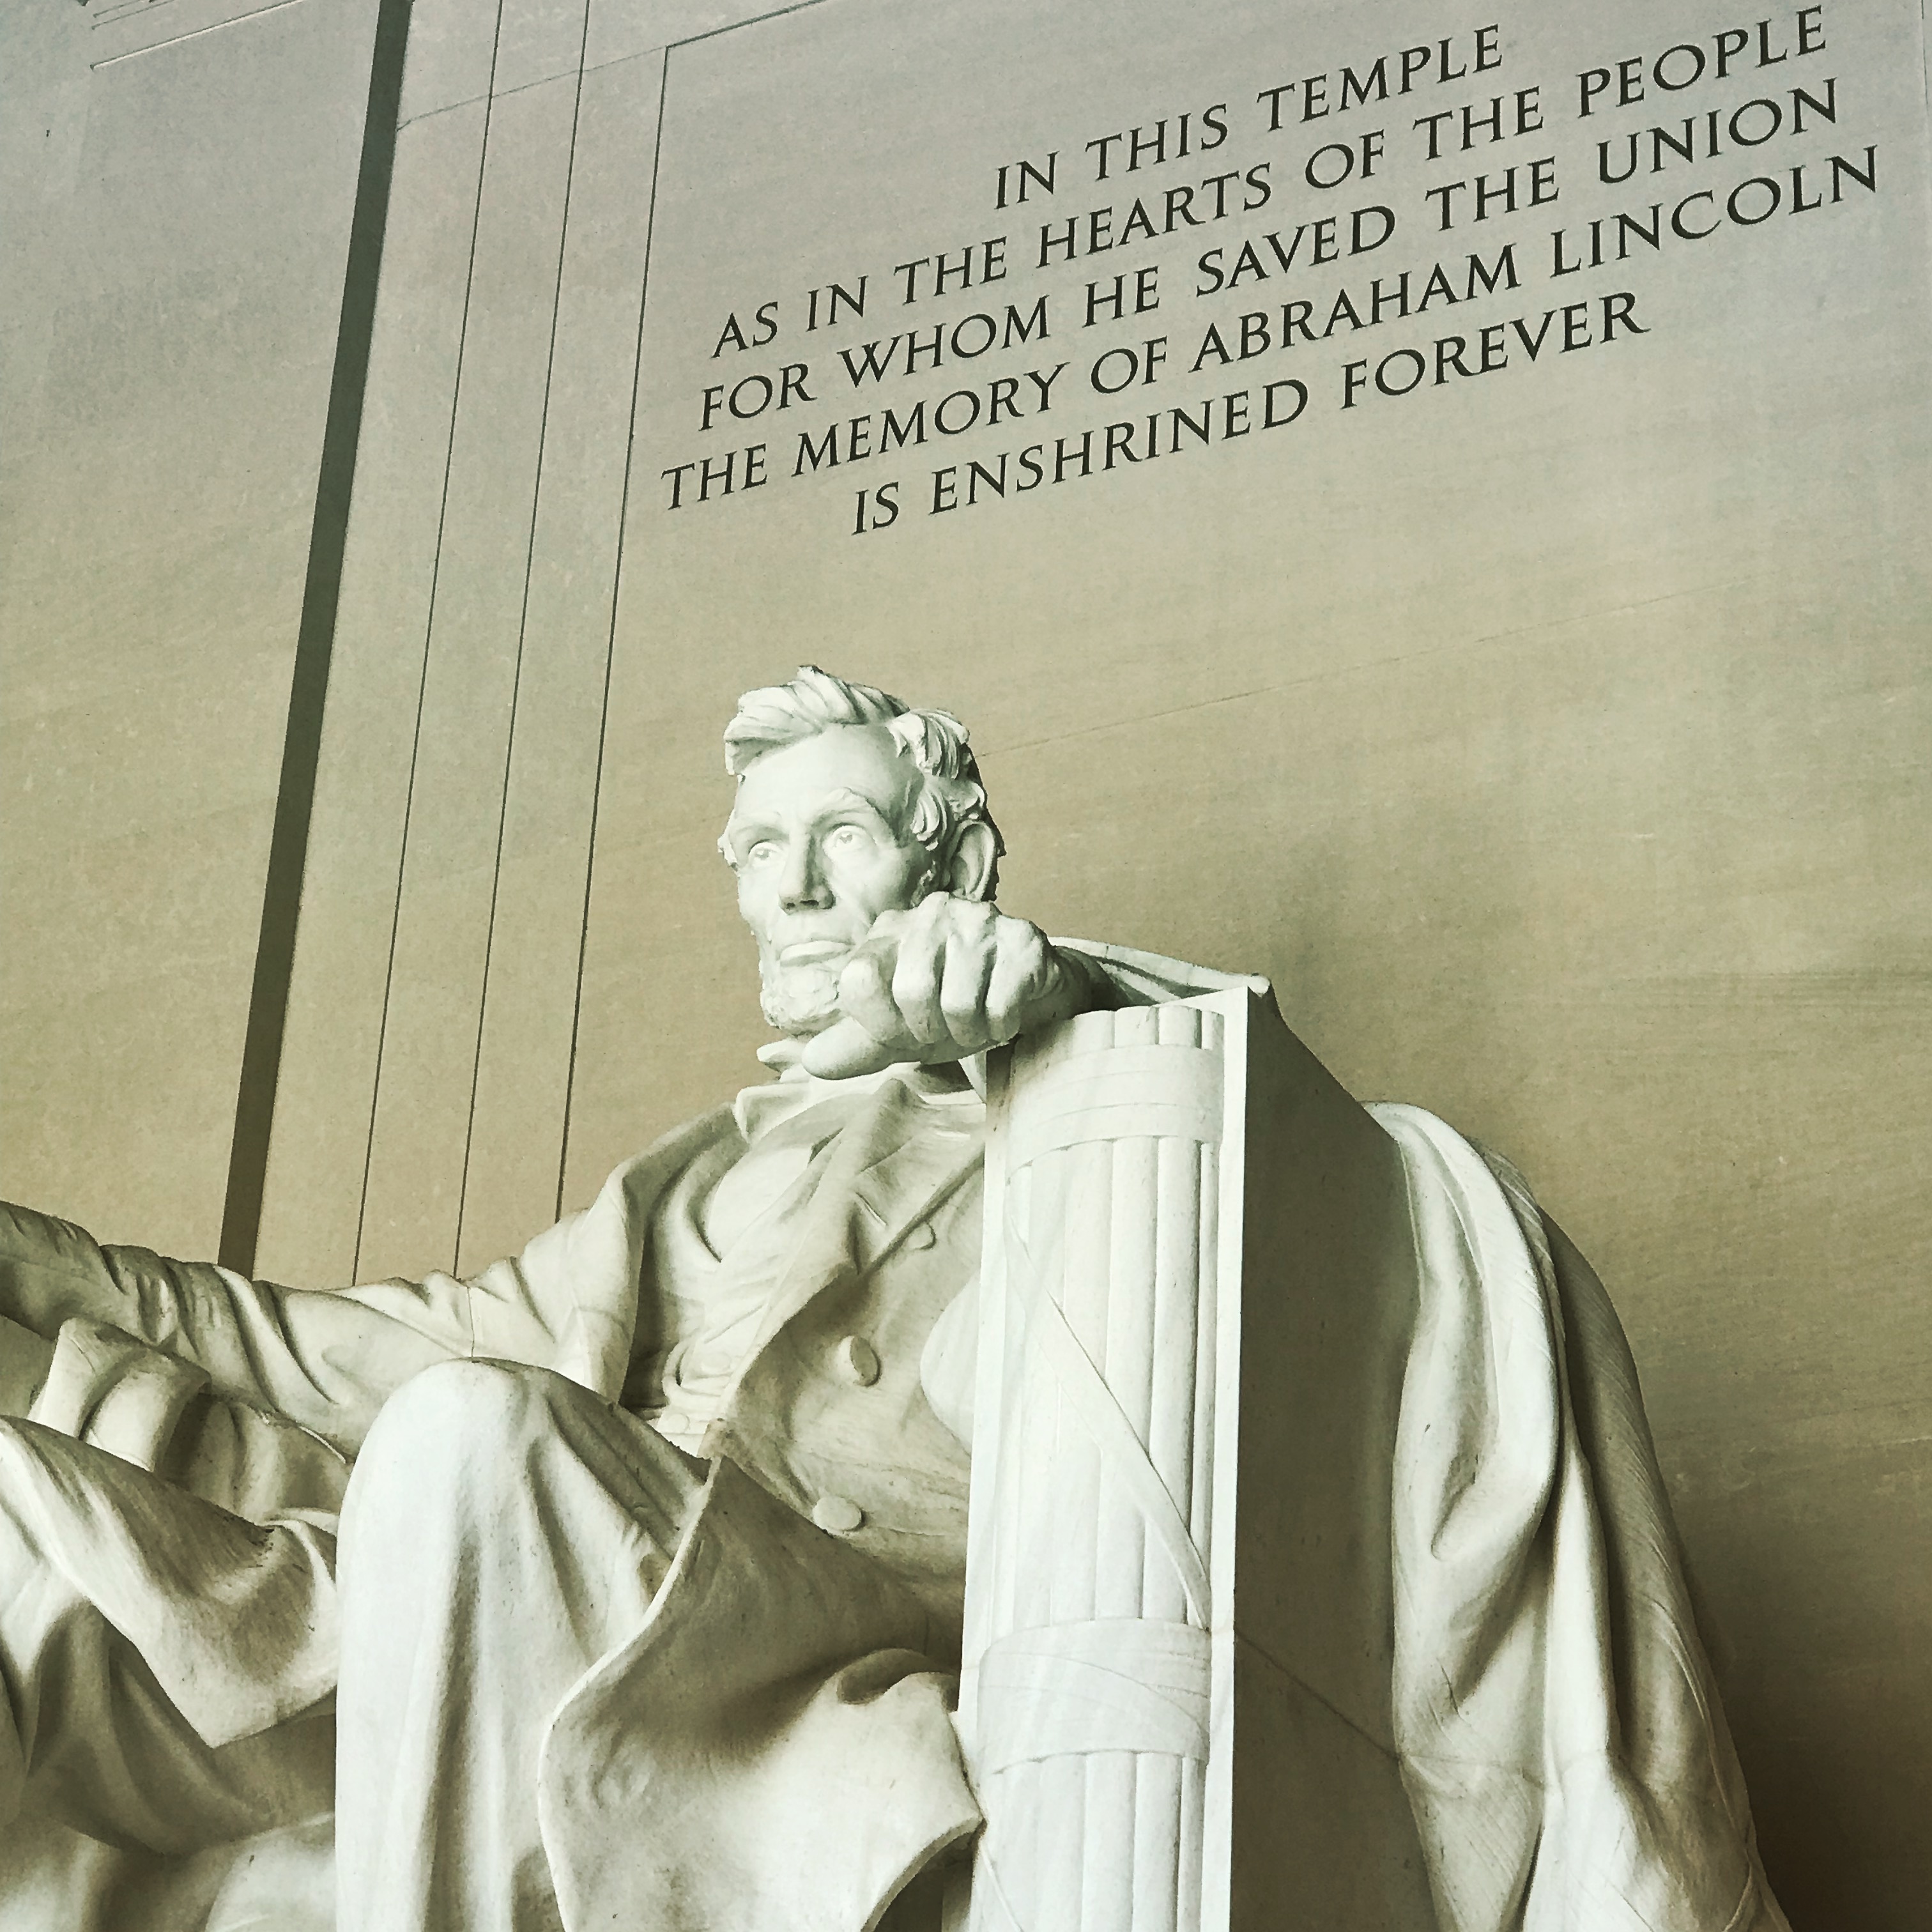 IN THIS TEMPLE
AS IN THE HEARTS OF THE PEOPLE
FOR WHOM HE SAVED THE UNION
THE MEMORY OF ABRAHAM LINCOLN
IS ENSHRINED FOREVER